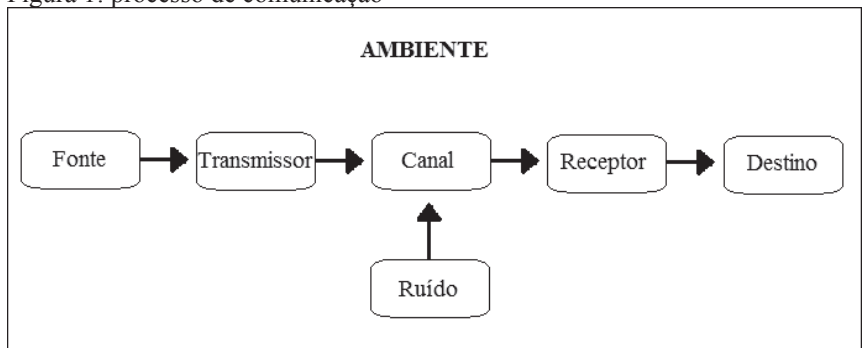 Figura 1: processo de comunicação
AMBIENTE
Fonte
Transmissor
Canal
Receptor
Destino
Ruído